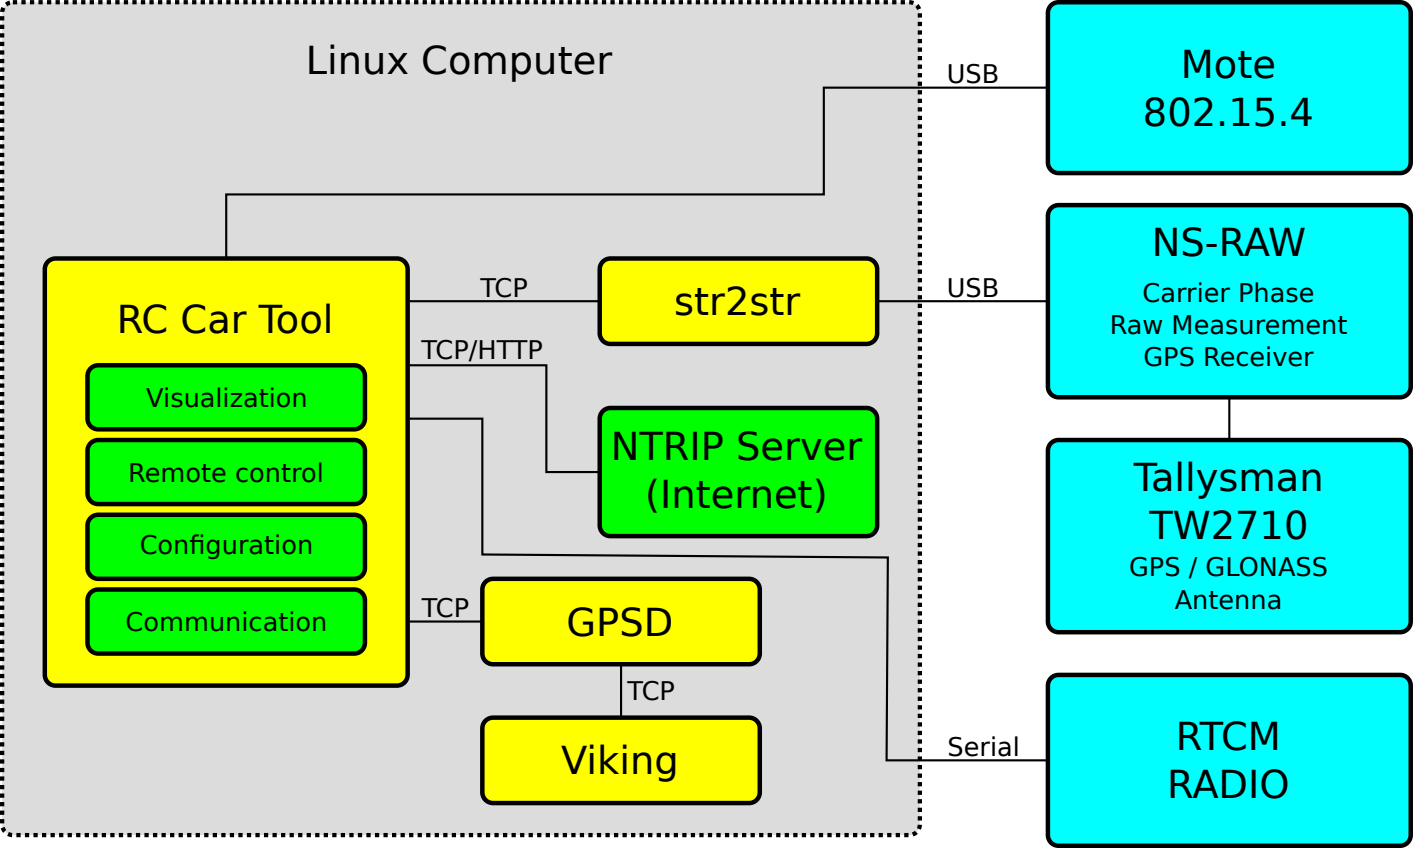 Linux Computer
USB
Mote
802.15.4
RC Car Tool
Visualization
Remote control
Configuration
Communication
TCP
str2str
USB
NS-RAW
Carrier Phase
Raw Measurement
GPS Receiver
TCP/HTTP
NTRIP Server
(Internet)
Tallysman
TW2710
GPS / GLONASS
Antenna
TCP
GPSD
TCP
Viking
Serial
RTCM
RADIO